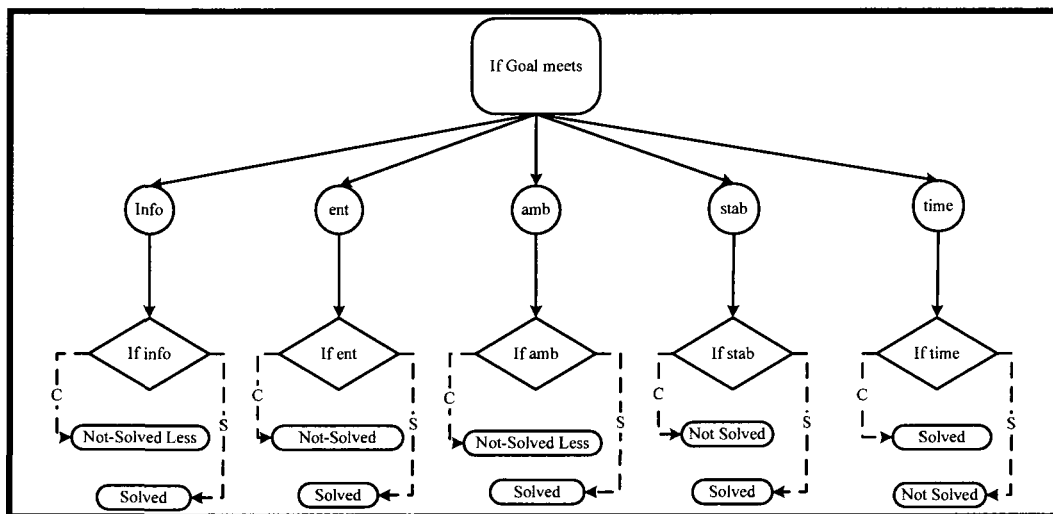 If Goal meets
Info
ent
amb
stab
time
If info
If ent
If amb
If stab
If time
C
S
C
S
C
S
C
S
C
S
Not-Solved Less
Not-Solved
Not-Solved Less
Not Solved
Solved
Solved
Solved
Solved
Solved
Not Solved